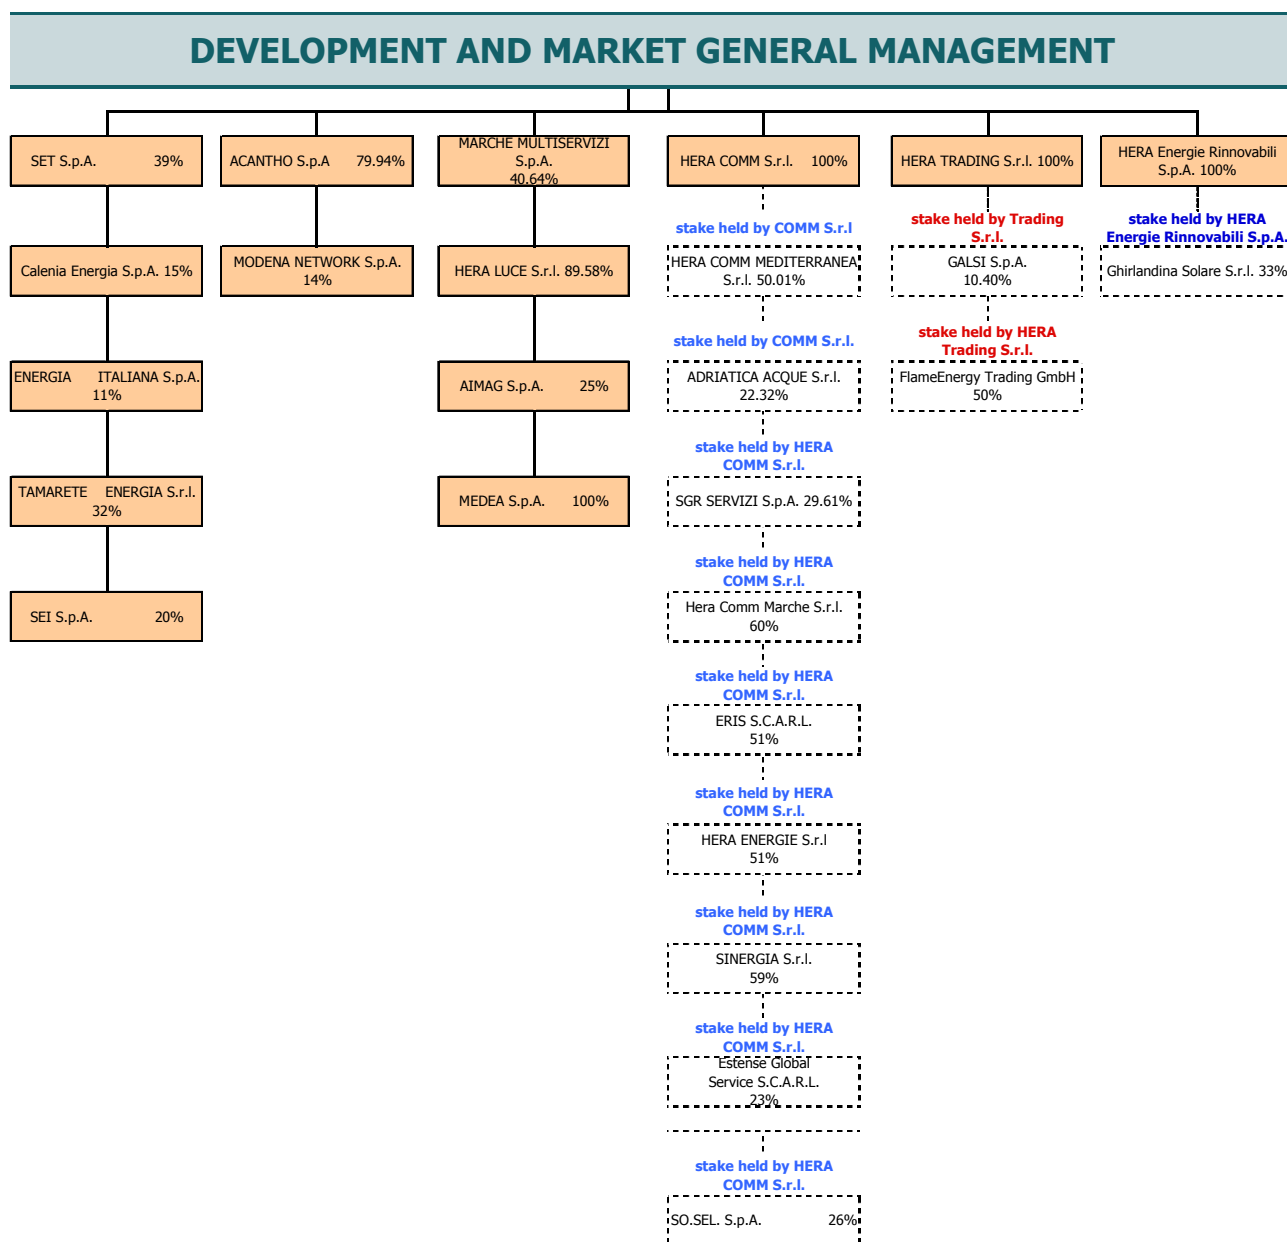 DEVELOPMENT AND MARKET GENERAL MANAGEMENT
SET S.p.A. 39%
ACANTHO S.p.A 79.94%
MARCHE MULTISERVIZI
S.p.A.
40.64%
HERA COMM S.r.l. 100%
HERA TRADING S.r.l. 100%
HERA Energie Rinnovabili
S.p.A. 100%
stake held by COMM S.r.l
stake held by Trading
S.r.l.
stake held by HERA
Energie Rinnovabili S.p.A.
Calenia Energia S.p.A. 15%
MODENA NETWORK S.p.A.
14%
HERA LUCE S.r.l. 89.58%
HERA COMM MEDITERRANEA
S.r.l. 50.01%
GALSI S.p.A.
10.40%
Ghirlandina Solare S.r.l. 33%
stake held by COMM S.r.l.
stake held by HERA
Trading S.r.l.
ENERGIA ITALIANA S.p.A.
11%
AIMAG S.p.A. 25%
ADRIATICA ACQUE S.r.l.
22.32%
FlameEnergy Trading GmbH
50%
stake held by HERA
COMM S.r.l.
TAMARETE ENERGIA S.r.l.
32%
MEDEA S.p.A. 100%
SGR SERVIZI S.p.A. 29.61%
stake held by HERA
COMM S.r.l.
SEI S.p.A. 20%
Hera Comm Marche S.r.l.
60%
stake held by HERA
COMM S.r.l.
ERIS S.C.A.R.L.
51%
stake held by HERA
COMM S.r.l.
HERA ENERGIE S.r.l
51%
stake held by HERA
COMM S.r.l.
SINERGIA S.r.l.
59%
stake held by HERA
COMM S.r.l.
Estense Global
Service S.C.A.R.L.
23%
stake held by HERA
COMM S.r.l.
SO.SEL. S.p.A. 26%